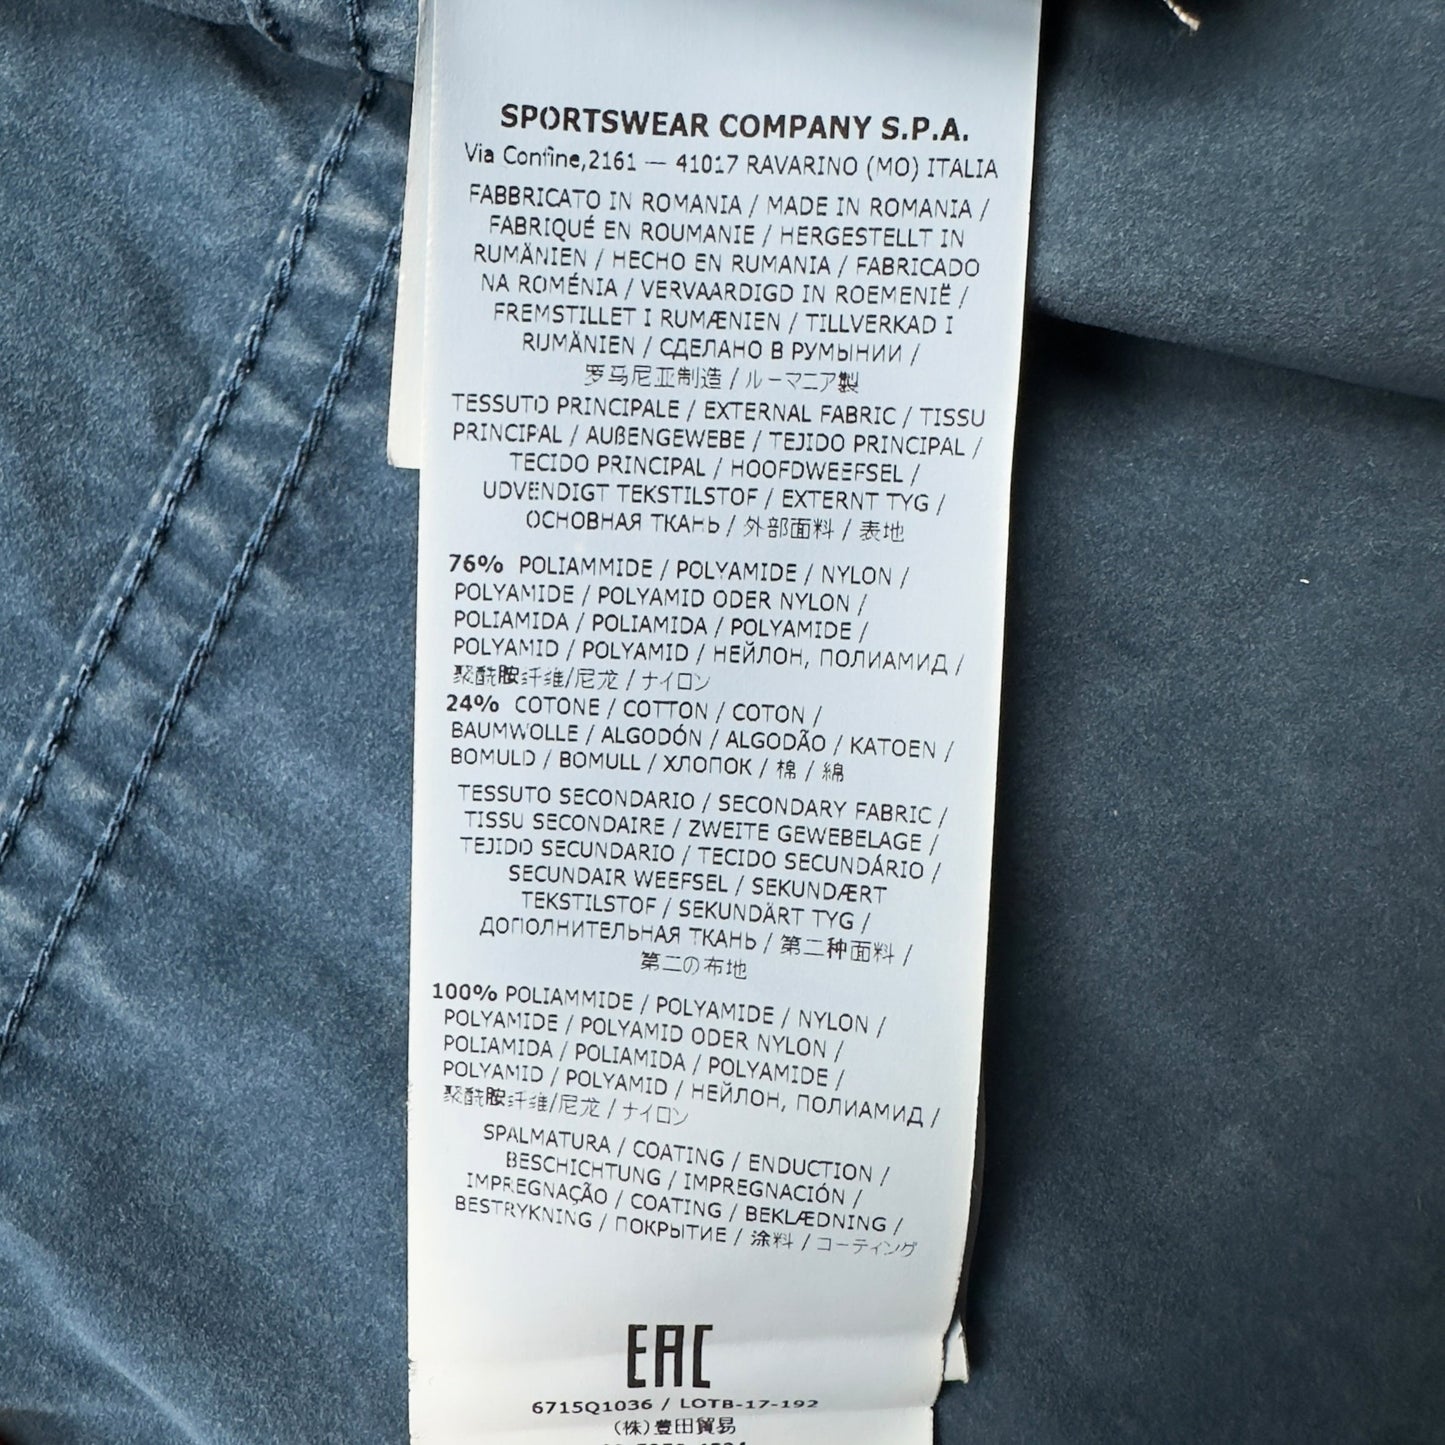 SPORTSWEAR COMPANY S.P.A.
Via Confine,2161 — 41017 RAVARINO (MO) ITALIA
FABBRICATO IN ROMANIA / MADE IN ROMANIA /
FABRIQUÉ EN ROUMANIE / HERGESTELLT IN
RUMÄNIEN / HECHO EN RUMANIA / FABRICADO
NA ROMÉNIA / VERVAARDIGD IN ROEMENIË /
FREMSTILLET I RUMÆNIEN / TILLVERKAD I
RUMÄNIEN / СДЕЛАНО В РУМЫНИИ /
罗马尼亚制造 / ルーマニア製
TESSUTO PRINCIPALE / EXTERNAL FABRIC / TISSU
PRINCIPAL / AUßENGEWEBE / TEJIDO PRINCIPAL /
TECIDO PRINCIPAL / HOOFDWEEFSEL /
UDVENDIGT TEKSTILSTOF / EXTERNT TYG /
ОСНОВНАЯ ТКАНЬ / 外部面料 / 表地
76% POLIAMMIDE / POLYAMIDE / NYLON /
POLYAMIDE / POLYAMID ODER NYLON /
POLIAMIDA / POLIAMIDA / POLYAMIDE /
POLYAMID / POLYAMID / НЕЙЛОН, ПОЛИАМИД /
聚酰胺纤维/尼龙 / ナイロン
24% COTONE / COTTON / COTON /
BAUMWOLLE / ALGODÓN / ALGODÃO / KATOEN /
BOMULD / BOMULL / ХЛОПОК / 棉 / 綿
TESSUTO SECONDARIO / SECONDARY FABRIC /
TISSU SECONDAIRE / ZWEITE GEWEBELAGE /
TEJIDO SECUNDARIO / TECIDO SECUNDÁRIO /
SECUNDAIR WEEFSEL / SEKUNDÆRT
TEKSTILSTOF / SEKUNDÄRT TYG /
ДОПОЛНИТЕЛЬНАЯ ТКАНЬ / 第二种面料 /
第二の布地
100% POLIAMMIDE / POLYAMIDE / NYLON /
POLYAMIDE / POLYAMID ODER NYLON /
POLIAMIDA / POLIAMIDA / POLYAMIDE /
POLYAMID / POLYAMID / НЕЙЛОН, ПОЛИАМИД /
聚酰胺纤维/尼龙 / ナイロン
SPALMATURA / COATING / ENDUCTION /
BESCHICHTUNG / IMPREGNACIÓN /
IMPREGNAÇÃO / COATING / BEKLÆDNING /
BESTRYKNING / ПОКРЫТИЕ / 涂料 / コーティング
EAC
6715Q1036 / LOTB-17-192
(株)豊田貿易